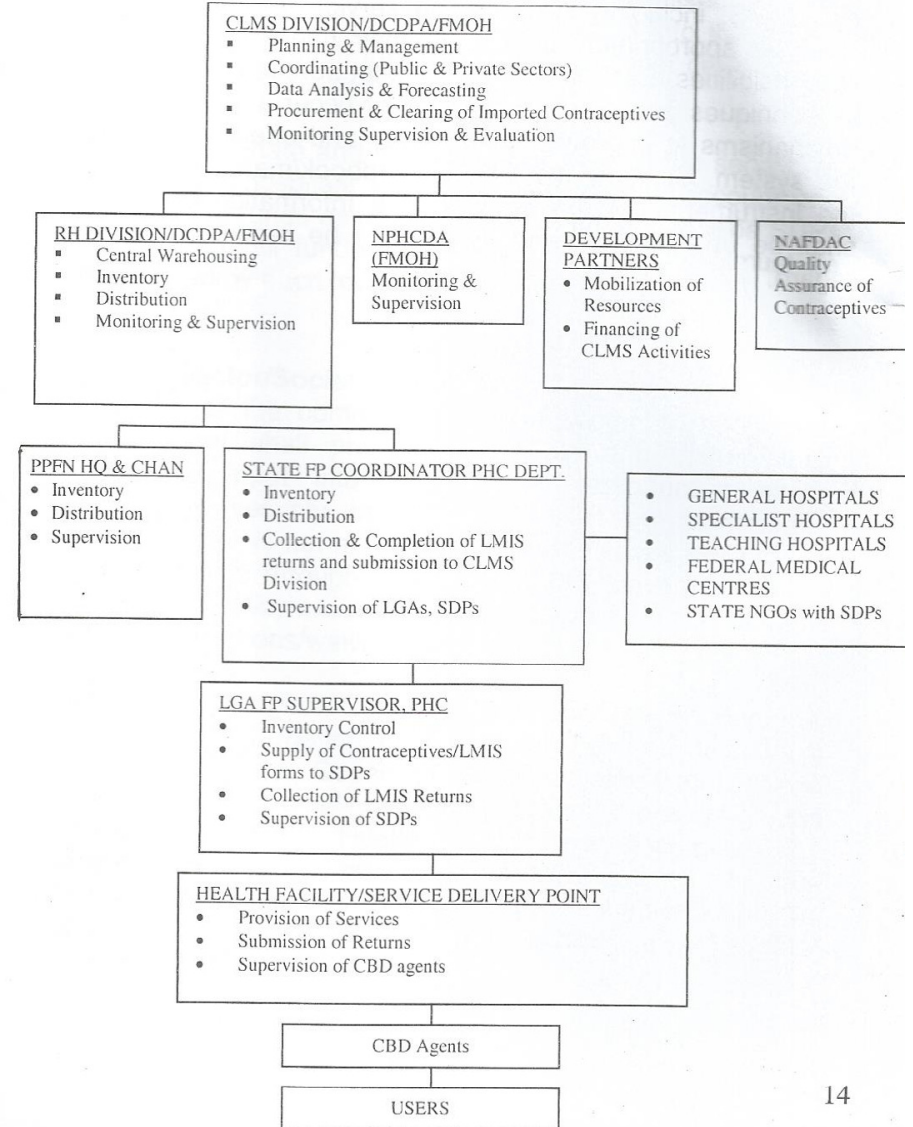 CLMS DIVISION/DCDPA/FMOH
▪ Planning & Management
▪ Coordinating (Public & Private Sectors)
▪ Data Analysis & Forecasting
▪ Procurement & Clearing of Imported Contraceptives
▪ Monitoring Supervision & Evaluation
RH DIVISION/DCDPA/FMOH
▪ Central Warehousing
▪ Inventory
▪ Distribution
▪ Monitoring & Supervision
NPHCDA
(FMOH)
Monitoring &
Supervision
DEVELOPMENT
PARTNERS
• Mobilization of
Resources
• Financing of
CLMS Activities
NAFDAC
Quality
Assurance of
Contraceptives
PPFN HQ & CHAN
• Inventory
• Distribution
• Supervision
STATE FP COORDINATOR PHC DEPT.
• Inventory
• Distribution
• Collection & Completion of LMIS
returns and submission to CLMS
Division
• Supervision of LGAs, SDPs
• GENERAL HOSPITALS
• SPECIALIST HOSPITALS
• TEACHING HOSPITALS
• FEDERAL MEDICAL
CENTRES
• STATE NGOs with SDPs
LGA FP SUPERVISOR, PHC
• Inventory Control
• Supply of Contraceptives/LMIS
forms to SDPs
• Collection of LMIS Returns
• Supervision of SDPs
HEALTH FACILITY/SERVICE DELIVERY POINT
• Provision of Services
• Submission of Returns
• Supervision of CBD agents
CBD Agents
USERS
14